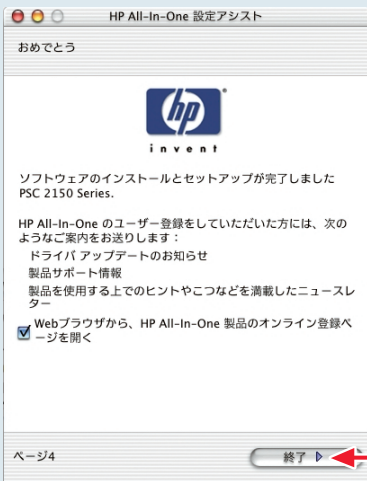 HP All-In-One 設定アシスト
おめでとう
hp
invent
ソフトウェアのインストールとセットアップが完了しました
PSC 2150 Series.
HP All-In-One のユーザー登録をしていただいた方には、次の
ようなご案内をお送りします：
ドライバ アップデートのお知らせ
製品サポート情報
製品を使用する上でのヒントやこつなどを満載したニュースレ
ター
Webブラウザから、HP All-In-One 製品のオンライン登録ペ
ージを開く
ページ4
終了